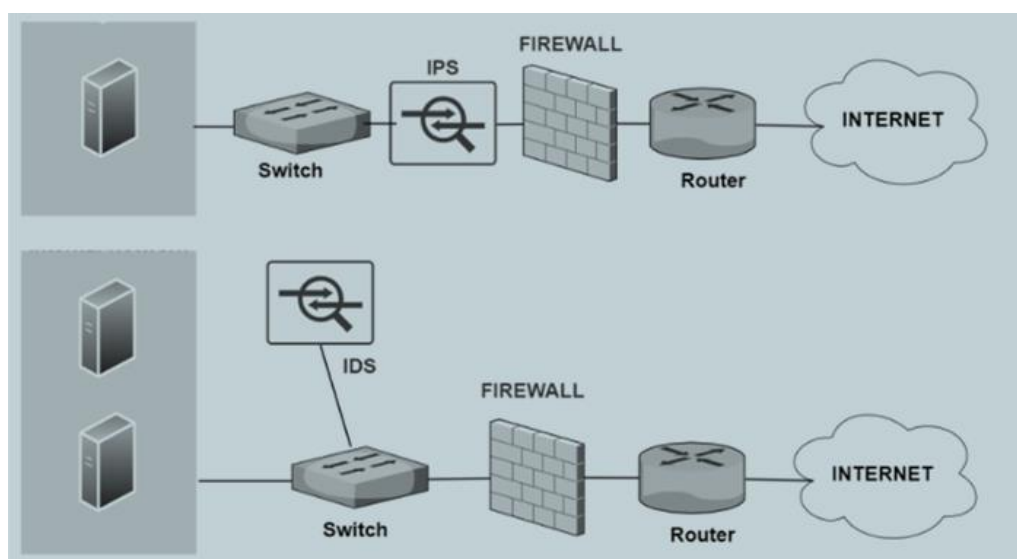 FIREWALL
IPS
INTERNET
Switch
Router
IDS
FIREWALL
INTERNET
Switch
Router